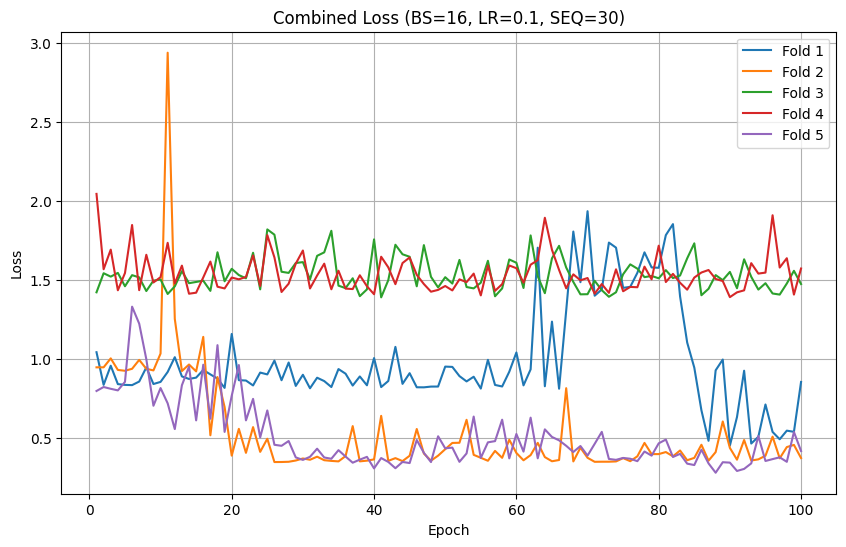 Combined Loss (BS=16, LR=0.1, SEQ=30)
3.0
2.5
2.0
1.5
1.0
0.5
Loss
Fold 1
Fold 2
Fold 3
Fold 4
Fold 5
0 20 40 60 80 100
Epoch